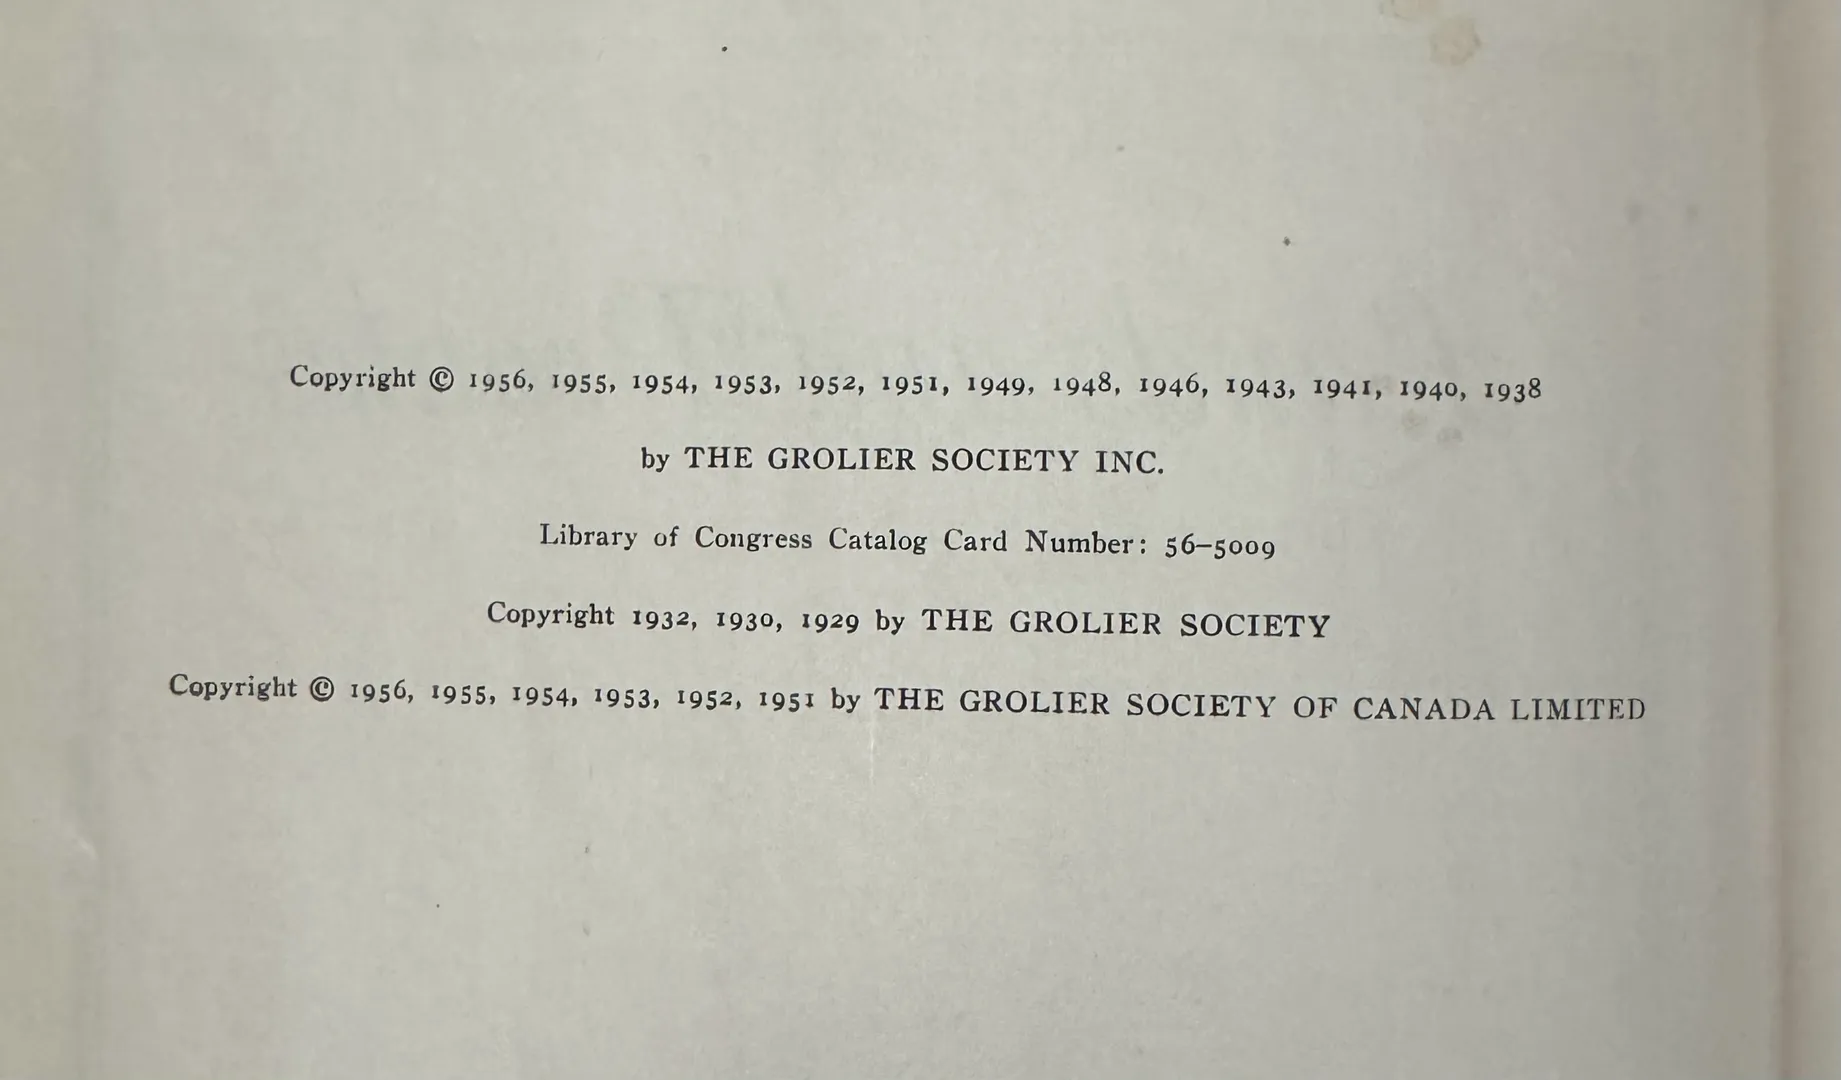 Copyright © 1956, 1955, 1954, 1953, 1952, 1951, 1949, 1948, 1946, 1943, 1941, 1940, 1938
by THE GROLIER SOCIETY INC.
Library of Congress Catalog Card Number: 56–5009
Copyright 1932, 1930, 1929 by THE GROLIER SOCIETY
Copyright © 1956, 1955, 1954, 1953, 1952, 1951 by THE GROLIER SOCIETY OF CANADA LIMITED